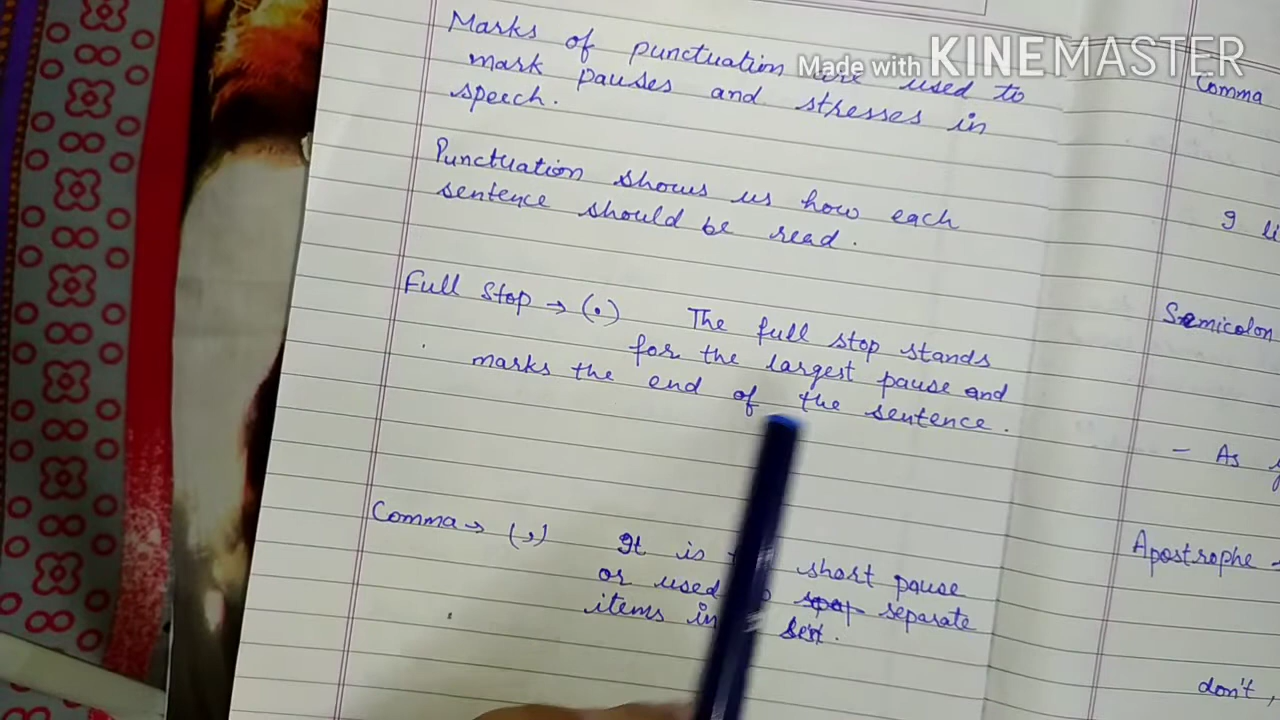 Made with KINEMASTER
Marks of punctuation are used to
mark pauses and stresses in
speech.
Punctuation shows us how each
sentence should be read.
Full Stop → (.) The full stop stands
for the largest pause and
marks the end of the sentence.
Comma → (,) It is short pause
or used separate
items in
Comma
I
Semicolon
- As
Apostrophe
don't,